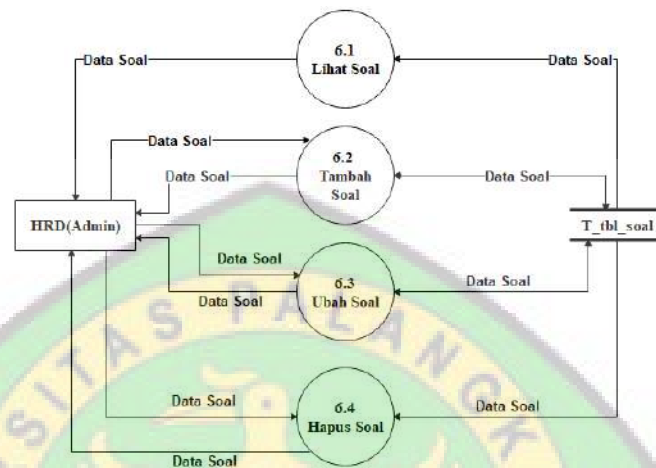 6.1
Lihat Soal
Data Soal
Data Soal
Data Soal
6.2
Tambah
Soal
Data Soal
Data Soal
HRD(Admin)
T_tbl_soal
Data Soal
6.3
Ubah Soal
Data Soal
Data Soal
SITAS PALANGK
6.4
Hapus Soal
Data Soal
Data Soal
Data Soal